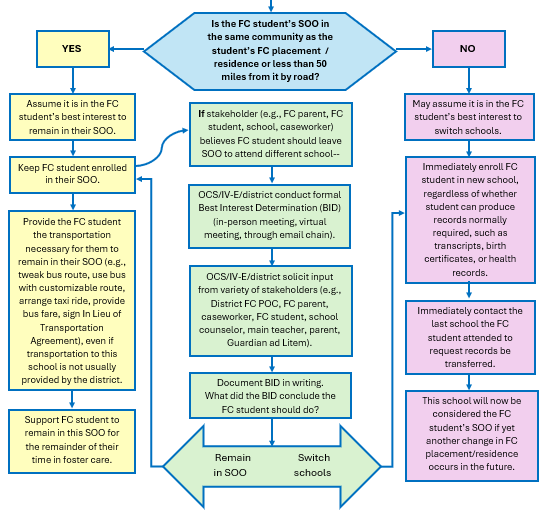 Is the FC student's SOO in
the same community as the
student's FC placement /
residence or less than 50
miles from it by road?
YES
NO
Assume it is in the FC
student's best interest to
remain in their SOO.
Keep FC student enrolled
in their SOO.
Provide the FC student
the transportation
necessary for them to
remain in their SOO (e.g.,
tweak bus route, use bus
with customizable route,
arrange taxi ride, provide
bus fare, sign In Lieu of
Transportation
Agreement), even if
transportation to this
school is not usually
provided by the district.
Support FC student to
remain in this SOO for
the remainder of their
time in foster care.
If stakeholder (e.g., FC parent, FC
student, school, caseworker)
believes FC student should leave
SOO to attend different school--
OCS/IV-E/district conduct formal
Best Interest Determination (BID)
(in-person meeting, virtual
meeting, through email chain).
OCS/IV-E/district solicit input
from variety of stakeholders (e.g.,
District FC POC, FC parent,
caseworker, FC student, school
counselor, main teacher, parent,
Guardian ad Litem).
Document BID in writing.
What did the BID conclude the
FC student should do?
Remain
in SOO
Switch
schools
May assume it is in the FC
student's best interest to
switch schools.
Immediately enroll FC
student in new school,
regardless of whether
student can produce
records normally
required, such as
transcripts, birth
certificates, or health
records.
Immediately contact the
last school the FC
student attended to
request records be
transferred.
This school will now be
considered the FC
student's SOO if yet
another change in FC
placement/residence
occurs in the future.